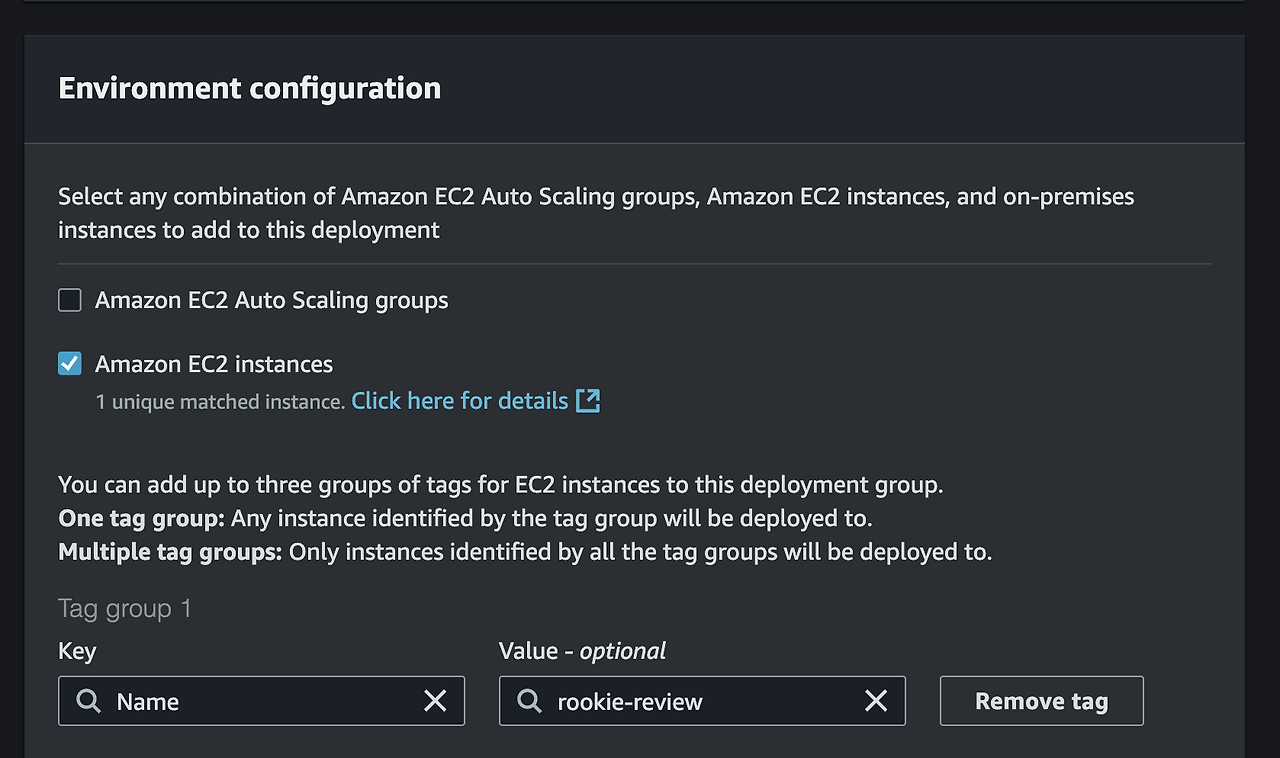 Environment configuration
Select any combination of Amazon EC2 Auto Scaling groups, Amazon EC2 instances, and on-premises
instances to add to this deployment
Amazon EC2 Auto Scaling groups
Amazon EC2 instances
1 unique matched instance. Click here for details
You can add up to three groups of tags for EC2 instances to this deployment group.
One tag group: Any instance identified by the tag group will be deployed to.
Multiple tag groups: Only instances identified by all the tag groups will be deployed to.
Tag group 1
Key
Value - optional
Name
rookie-review
Remove tag